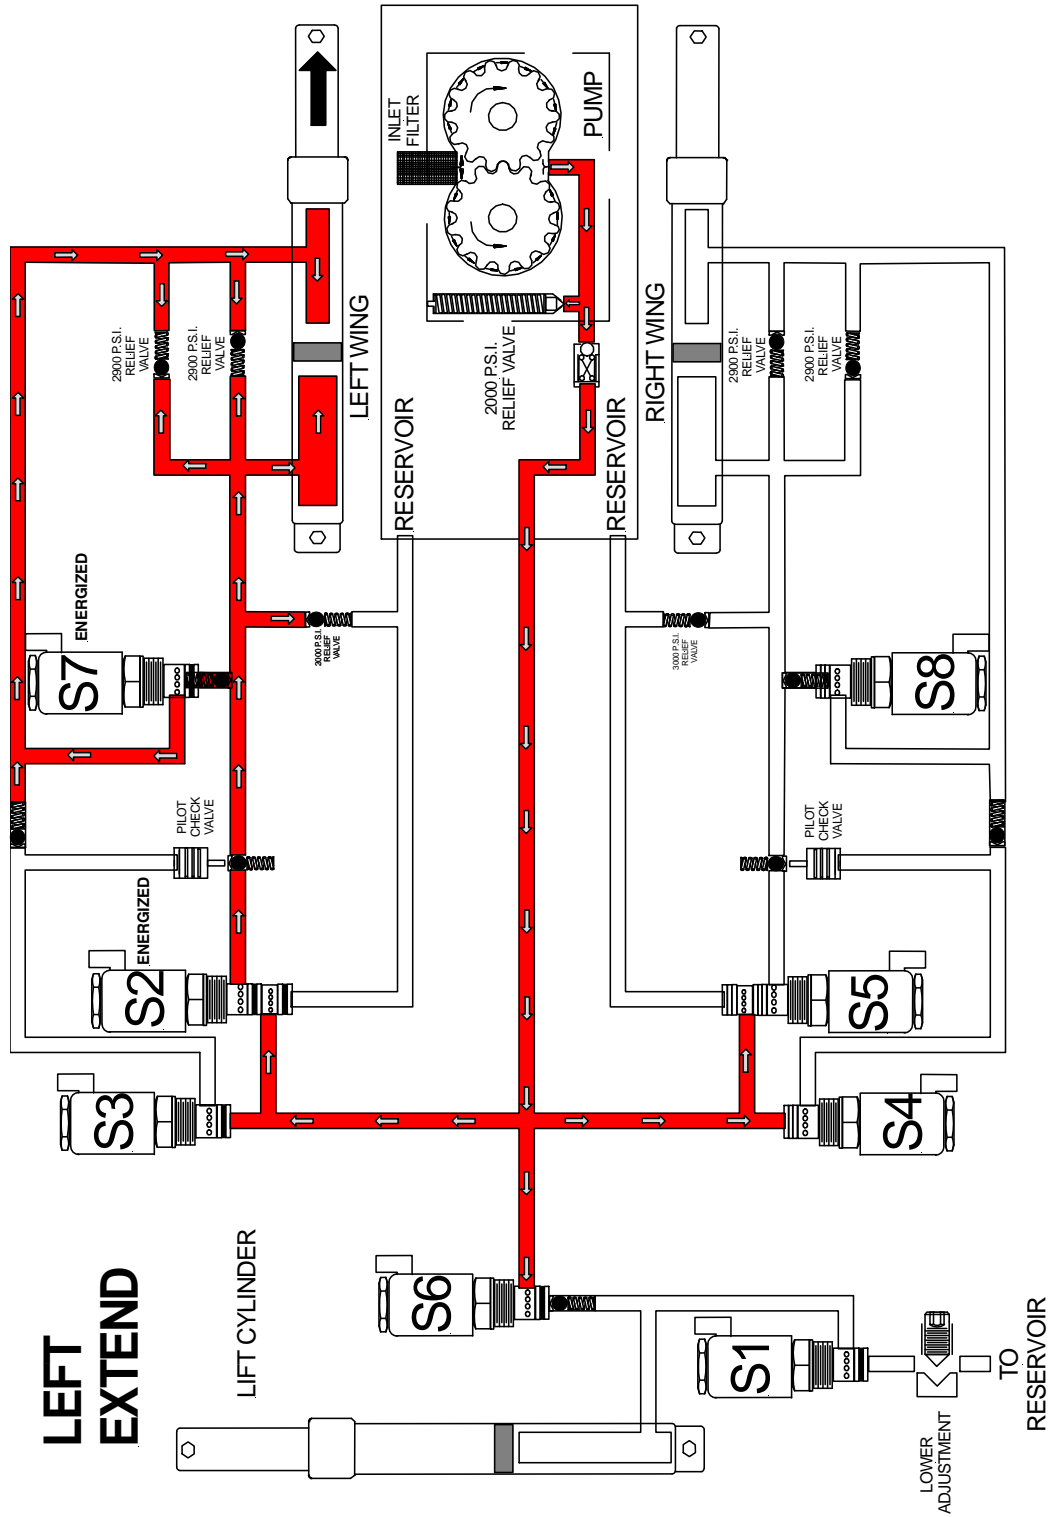 LEFT
EXTEND
LIFT CYLINDER
S3
S2
ENERGIZED
PILOT
CHECK
VALVE
S7
ENERGIZED
2900 P.S.I.
RELIEF
VALVE
2900 P.S.I.
RELIEF
VALVE
3000 P.S.I.
RELIEF
VALVE
LEFT WING
RESERVOIR
INLET
FILTER
PUMP
2000 P.S.I.
RELIEF VALVE
RESERVOIR
RIGHT WING
3000 P.S.I.
RELIEF
VALVE
2900 P.S.I.
RELIEF
VALVE
2900 P.S.I.
RELIEF
VALVE
S8
PILOT
CHECK
VALVE
S5
S4
S6
S1
LOWER
ADJUSTMENT
TO
RESERVOIR